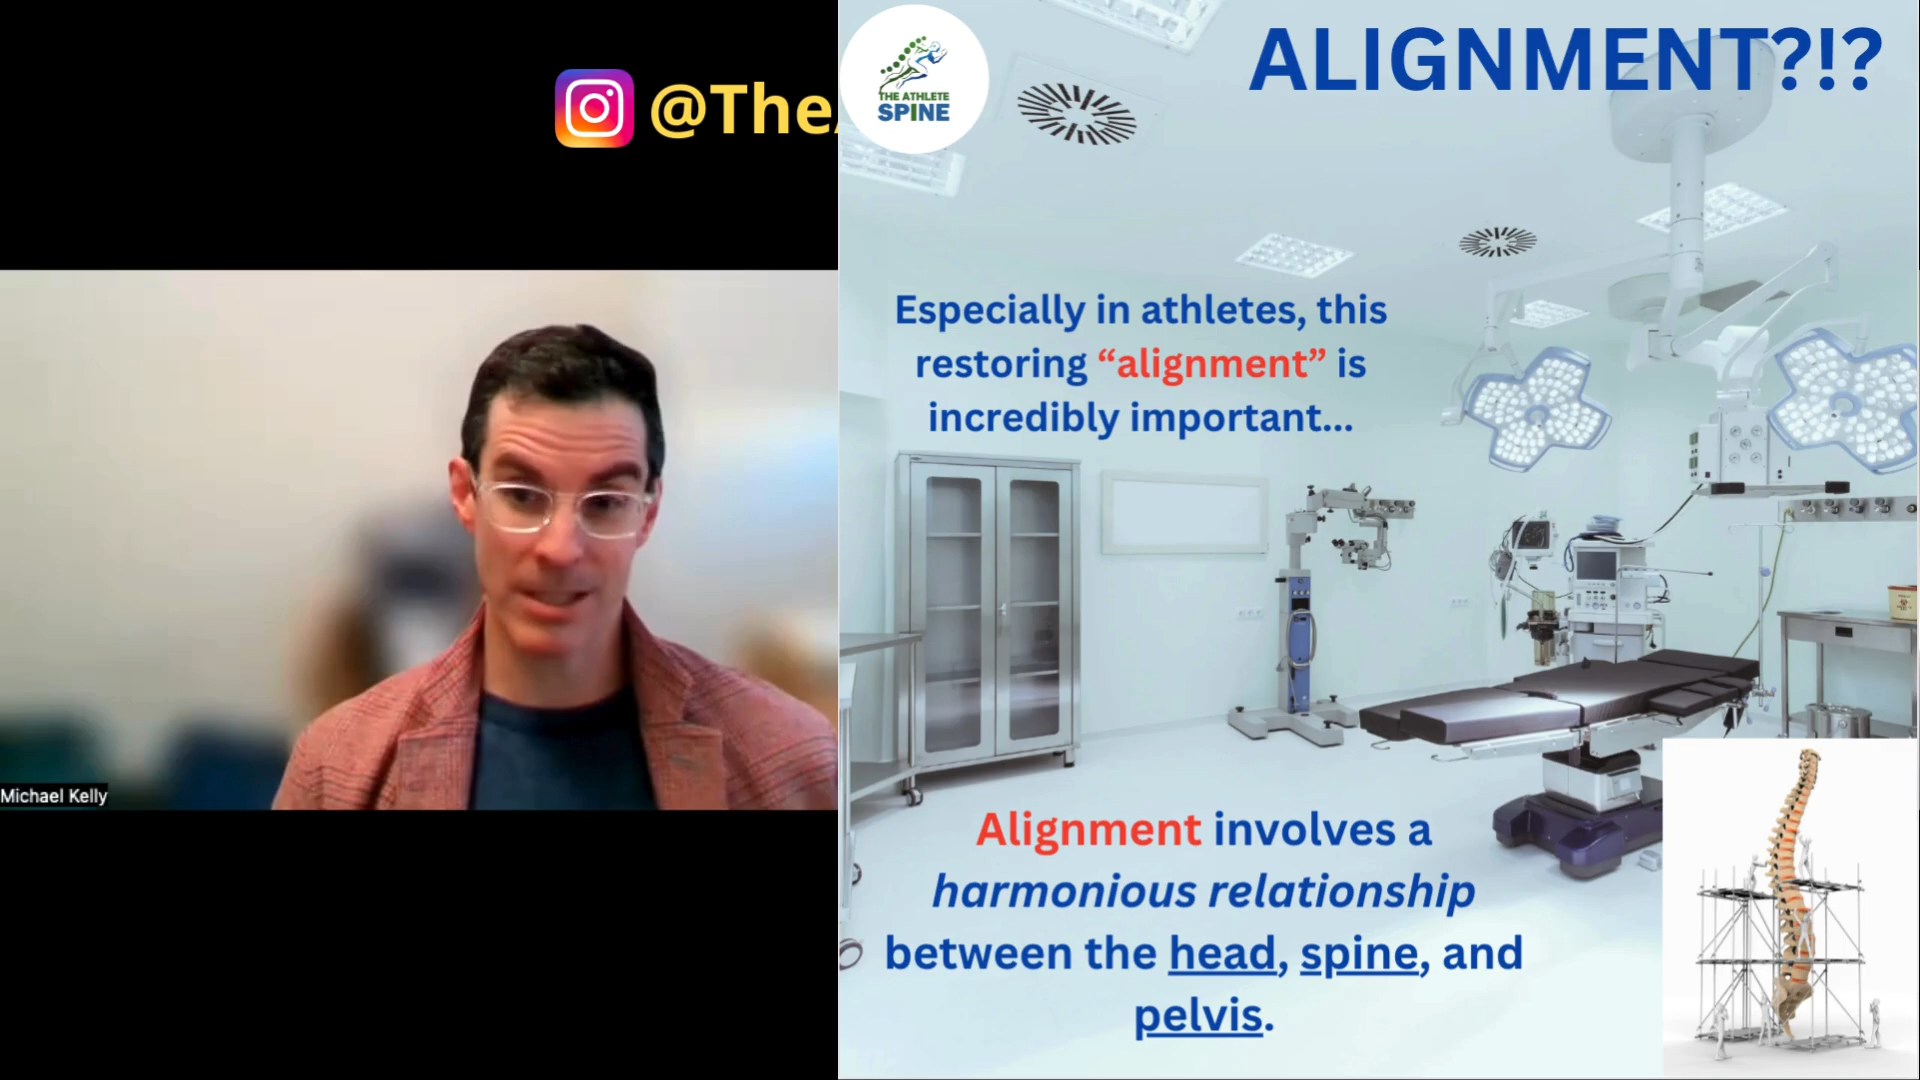 @The
THE ATHLETE
SPINE
ALIGNMENT?!?
Especially in athletes, this
restoring “alignment” is
incredibly important...
Michael Kelly
Alignment involves a
harmonious relationship
between the head, spine, and
pelvis.